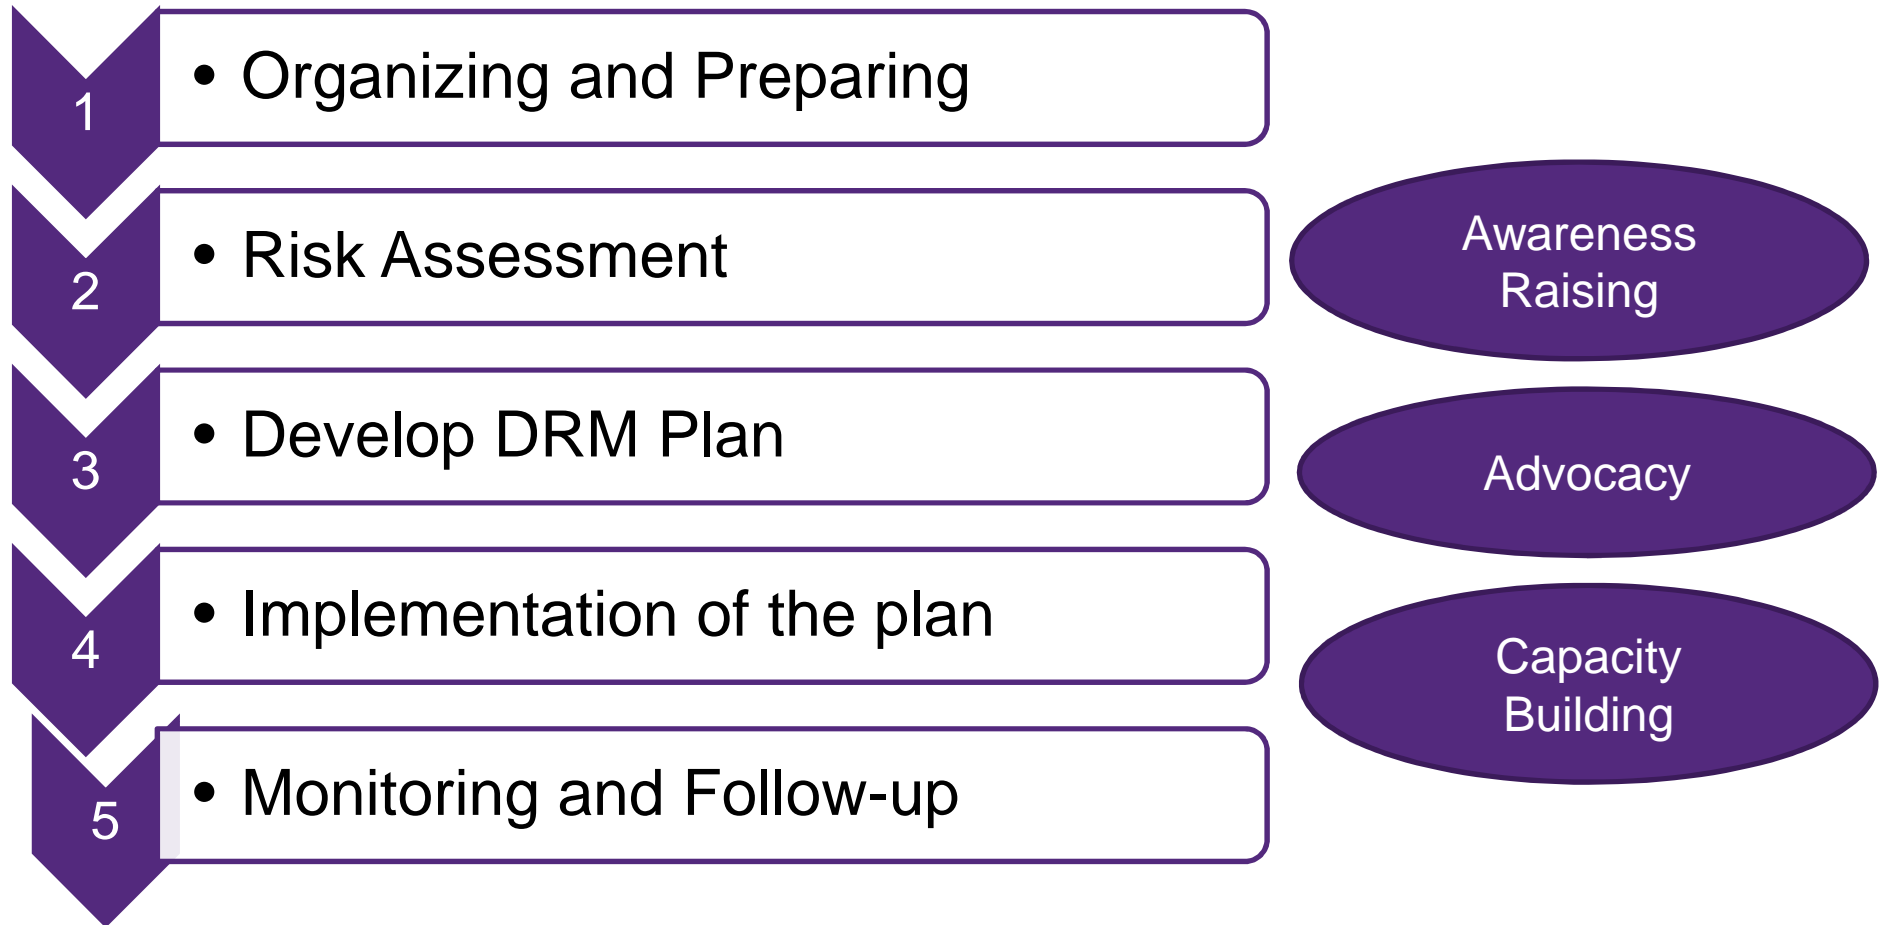 1
• Organizing and Preparing
2
• Risk Assessment
3
• Develop DRM Plan
4
• Implementation of the plan
5
• Monitoring and Follow-up
Awareness
Raising
Advocacy
Capacity
Building